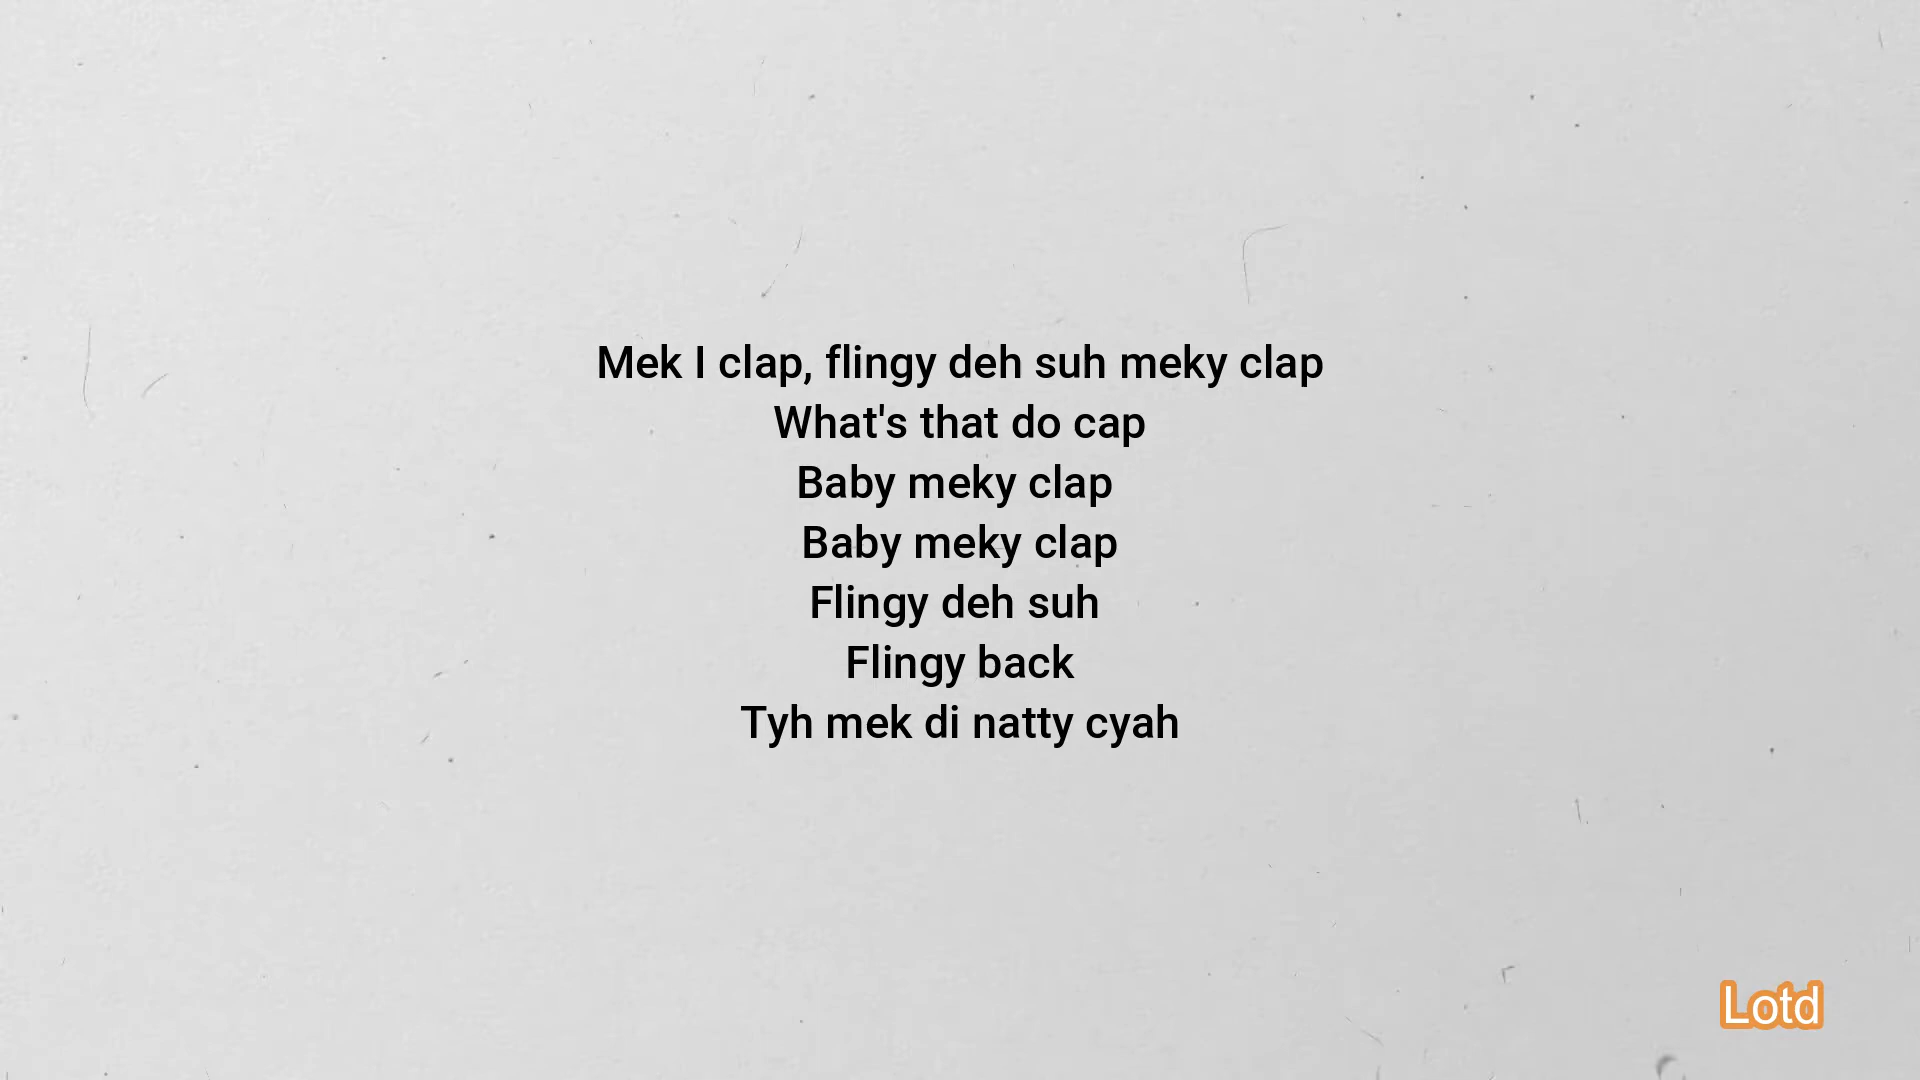 Mek I clap, flingy deh suh meky clap
What's that do cap
Baby meky clap
Baby meky clap
Flingy deh suh
Flingy back
Tyh mek di natty cyah
Lotd